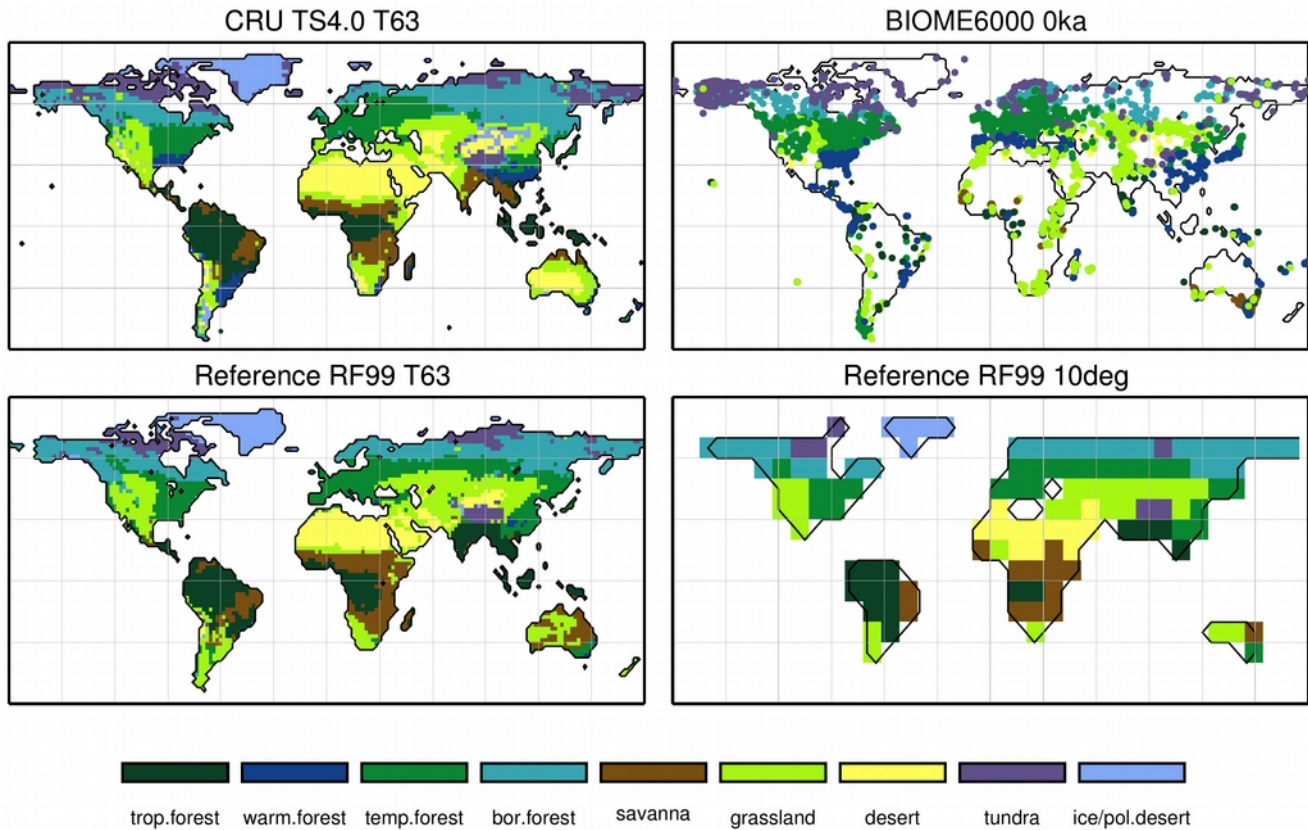 CRU TS4.0 T63
BIOME6000 0ka
Reference RF99 T63
Reference RF99 10deg
trop.forest warm.forest temp.forest bor.forest savanna grassland desert tundra ice/pol.desert